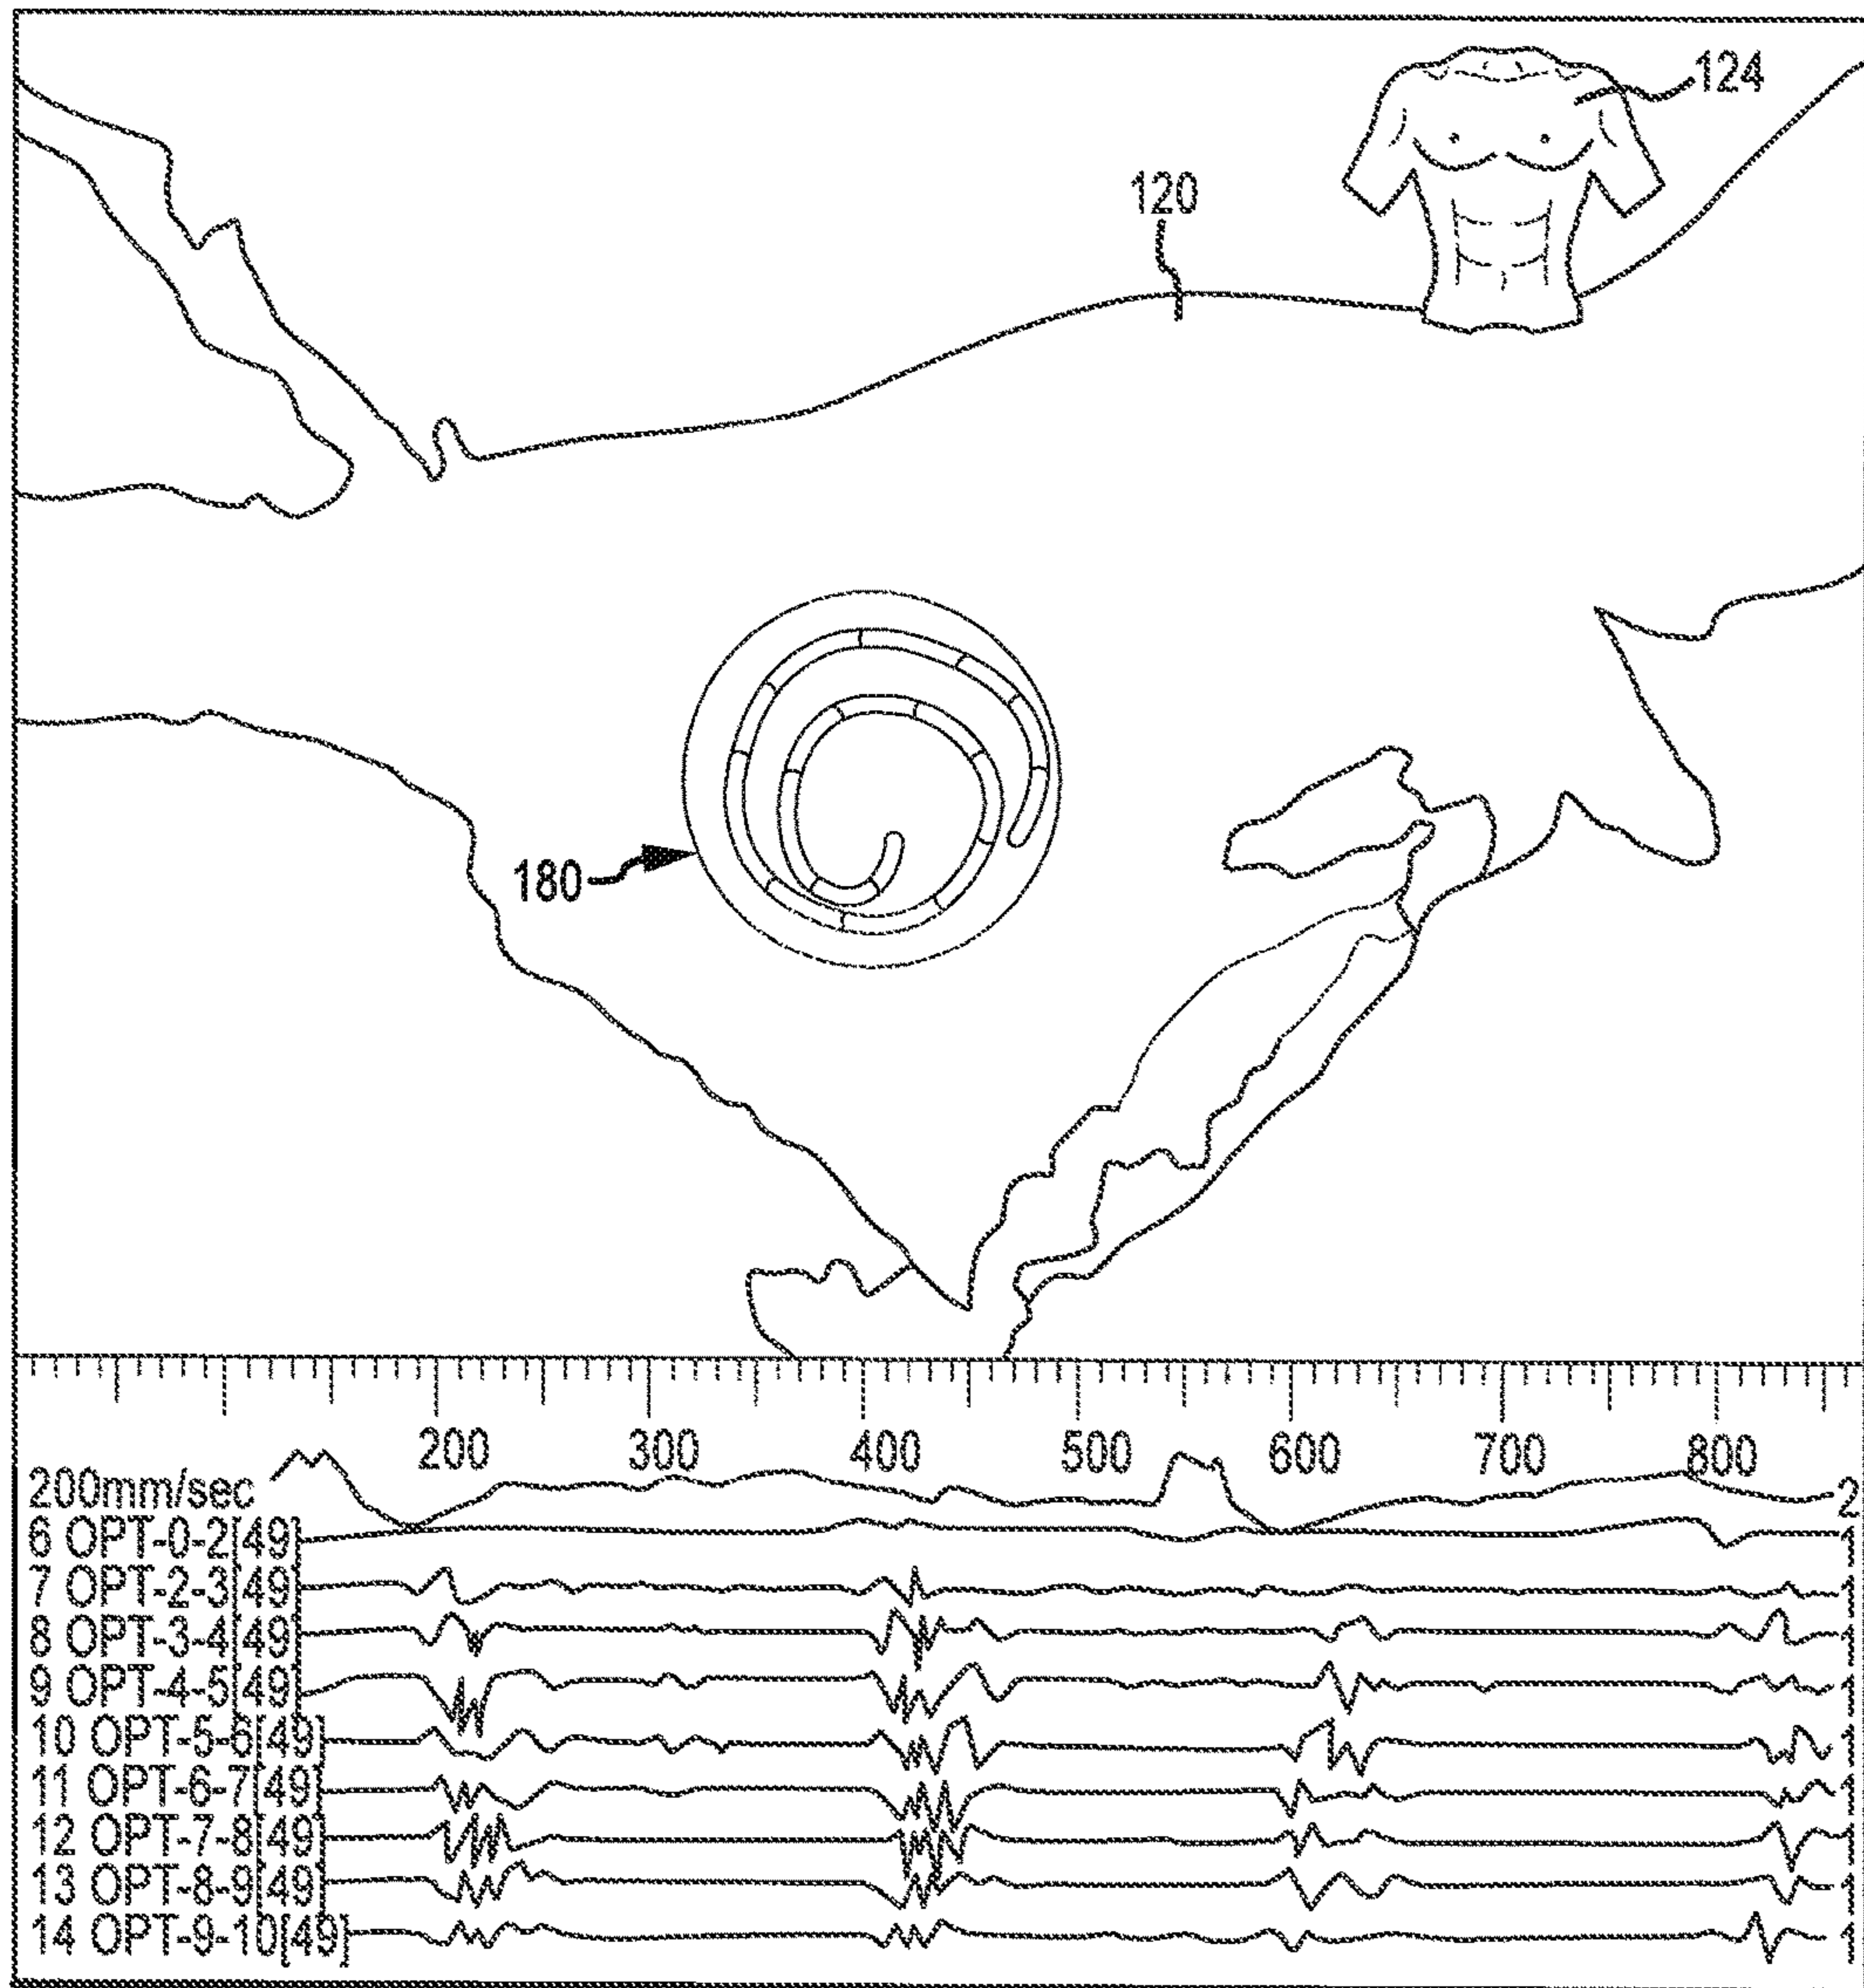 124
120
180
200 300 400 500 600 700 800
200mm/sec 2
6 OPT-0-2[49] 1
7 OPT-2-3[49] 1
8 OPT-3-4[49] 1
9 OPT-4-5[49] 1
10 OPT-5-6[49] 1
11 OPT-6-7[49] 1
12 OPT-7-8[49] 1
13 OPT-8-9[49] 1
14 OPT-9-10[49] 1